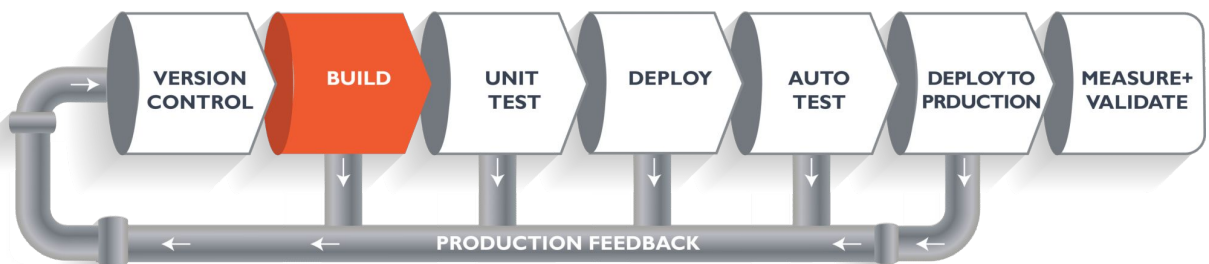 VERSION
CONTROL
BUILD
UNIT
TEST
DEPLOY
AUTO
TEST
DEPLOY TO
PRDUCTION
MEASURE+
VALIDATE
PRODUCTION FEEDBACK